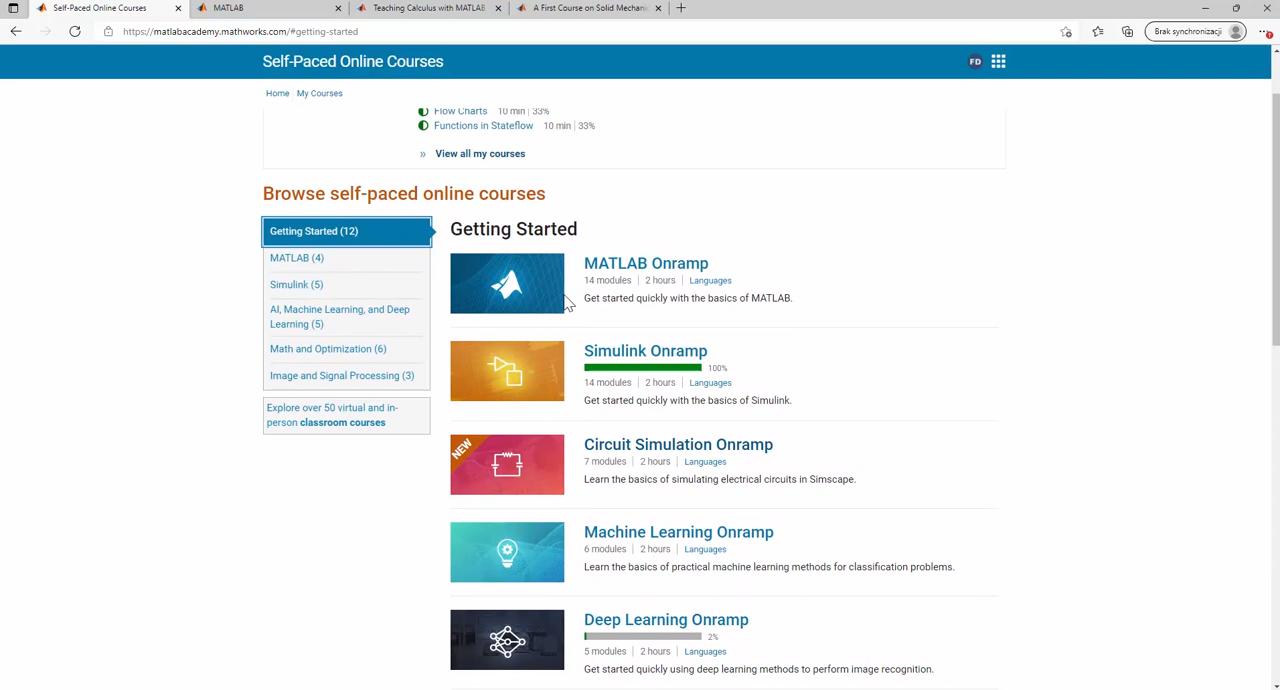 Self-Paced Online Courses
MATLAB
Teaching Calculus with MATLAB
A First Course on Solid Mechani
https://matlabacademy.mathworks.com/#getting-started
Brak synchronizacji
Self-Paced Online Courses
FD
Home My Courses
Flow Charts 10 min | 33%
Functions in Stateflow 10 min | 33%
» View all my courses
Browse self-paced online courses
Getting Started (12)
MATLAB (4)
Simulink (5)
AI, Machine Learning, and Deep
Learning (5)
Math and Optimization (6)
Image and Signal Processing (3)
Explore over 50 virtual and in-
person classroom courses
Getting Started
MATLAB Onramp
14 modules | 2 hours | Languages
Get started quickly with the basics of MATLAB.
Simulink Onramp
100%
14 modules | 2 hours | Languages
Get started quickly with the basics of Simulink.
NEW
Circuit Simulation Onramp
7 modules | 2 hours | Languages
Learn the basics of simulating electrical circuits in Simscape.
Machine Learning Onramp
6 modules | 2 hours | Languages
Learn the basics of practical machine learning methods for classification problems.
Deep Learning Onramp
2%
5 modules | 2 hours | Languages
Get started quickly using deep learning methods to perform image recognition.